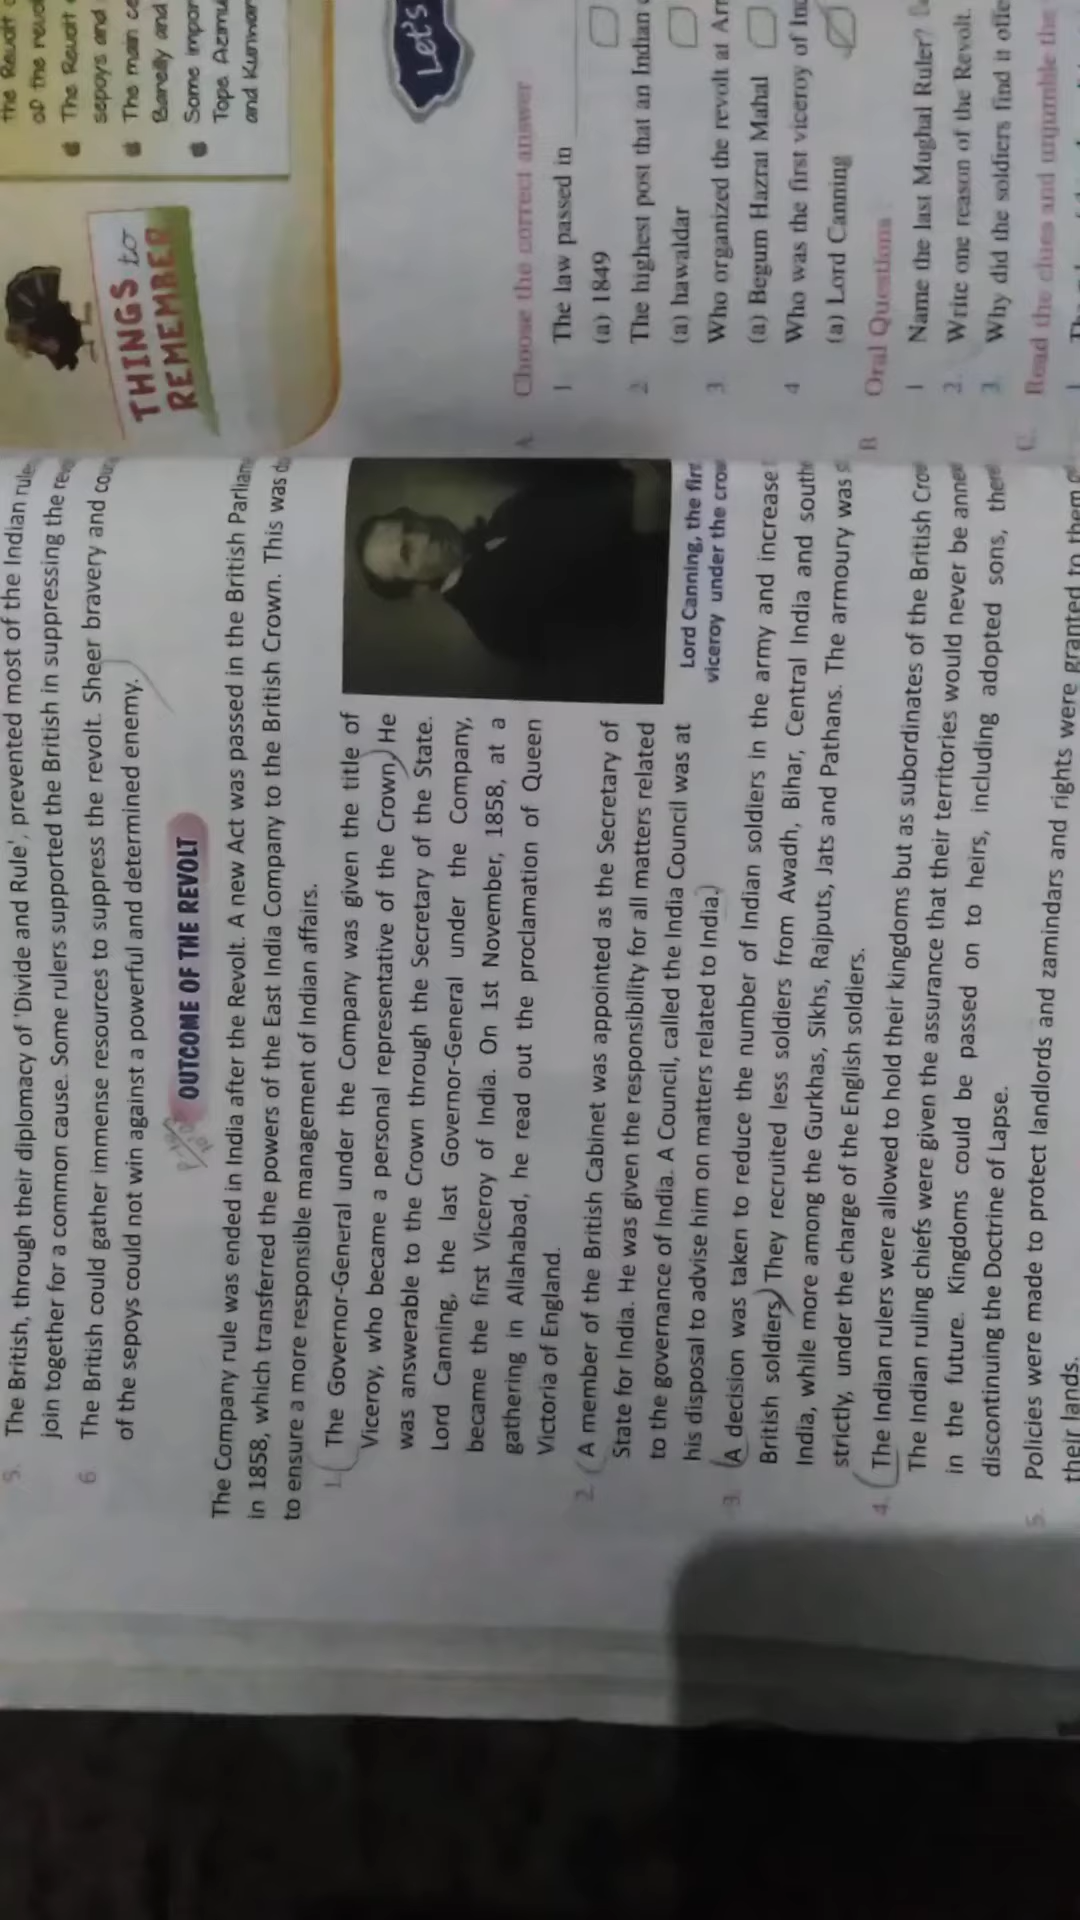 5. The British, through their diplomacy of 'Divide and Rule', prevented most of the Indian
join together for a common cause. Some rulers supported the British in suppressing the
6 The British could gather immense resources to suppress the revolt. Sheer bravery and
of the sepoys could not win against a powerful and determined enemy.
OUTCOME OF THE REVOLT
The Company rule was ended in India after the Revolt. A new Act was passed in the British
in 1858, which transferred the powers of the East India Company to the British Crown. This was
to ensure a more responsible management of Indian affairs.
1. The Governor-General under the Company was given the title of
Viceroy, who became a personal representative of the Crown. He
was answerable to the Crown through the Secretary of the State.
Lord Canning, the last Governor-General under the Company,
became the first Viceroy of India. On 1st November, 1858, at a
gathering in Allahabad, he read out the proclamation of Queen
Victoria of England.
Lord Canning, the
viceroy under the
2. A member of the British Cabinet was appointed as the Secretary of
State for India. He was given the responsibility for all matters related
to the governance of India. A Council, called the India Council was at
his disposal to advise him on matters related to India.
3. A decision was taken to reduce the number of Indian soldiers in the army and increase
British soldiers. They recruited less soldiers from Awadh, Bihar, Central India and
India, while more among the Gurkhas, Sikhs, Rajputs, Jats and Pathans. The armoury was
strictly, under the charge of the English soldiers.
4. The Indian rulers were allowed to hold their kingdoms but as subordinates of the British
The Indian ruling chiefs were given the assurance that their territories would never be
in the future. Kingdoms could be passed on to heirs, including adopted sons,
discontinuing the Doctrine of Lapse.
5. Policies were made to protect landlords and zamindars and rights were granted to them
their lands.
the Revolt
of the
The Revolt
sepoys and
The main
Bareilly and
Some
Tope
and
THINGS to
REMEMBER
Let's
A Choose the correct answer
1 The law passed in
(a) 1849
2 The highest post that an Indian
(a) hawaldar
3 Who organized the revolt at
(a) Begum Hazrat Mahal
4 Who was the first viceroy of
(a) Lord Canning
B Oral Questions
1 Name the last Mughal Ruler?
2. Write one reason of the Revolt.
3. Why did the soldiers find it
C. Read the clues and unjumble the
1